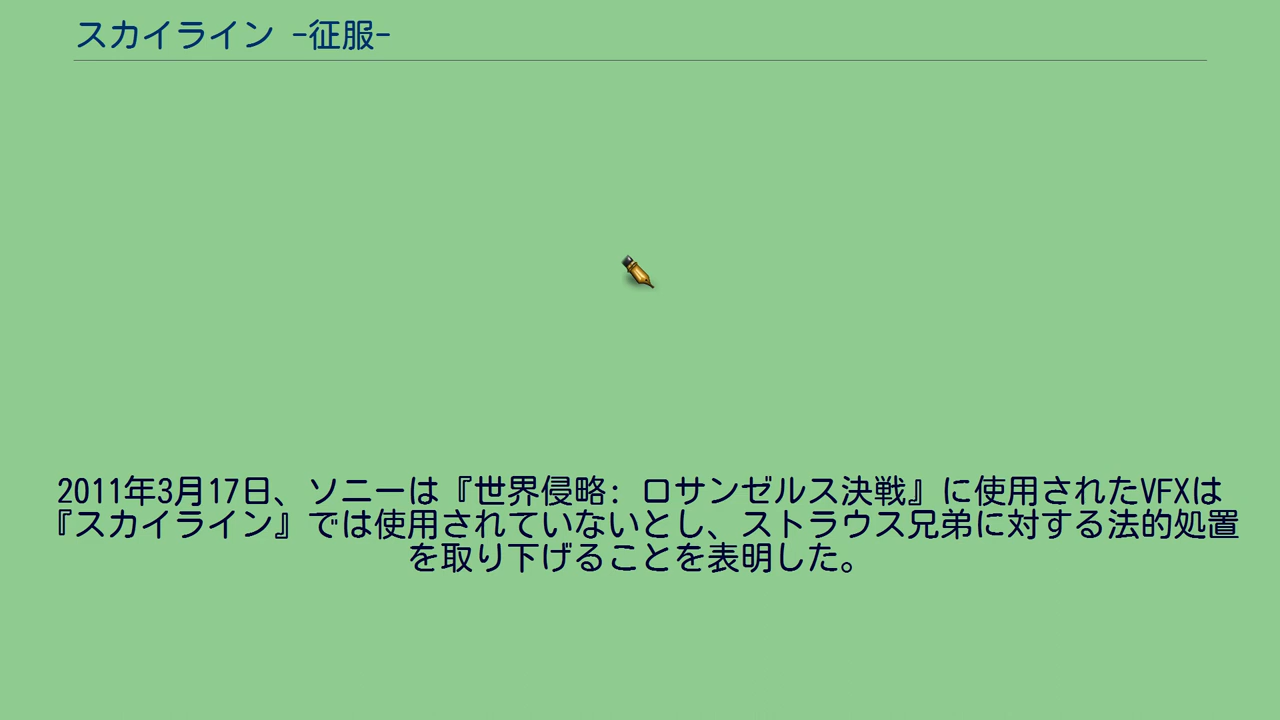 スカイライン -征服-
2011年3月17日、ソニーは『世界侵略: ロサンゼルス決戦』に使用されたVFXは
『スカイライン』では使用されていないとし、ストラウス兄弟に対する法的処置
を取り下げることを表明した。